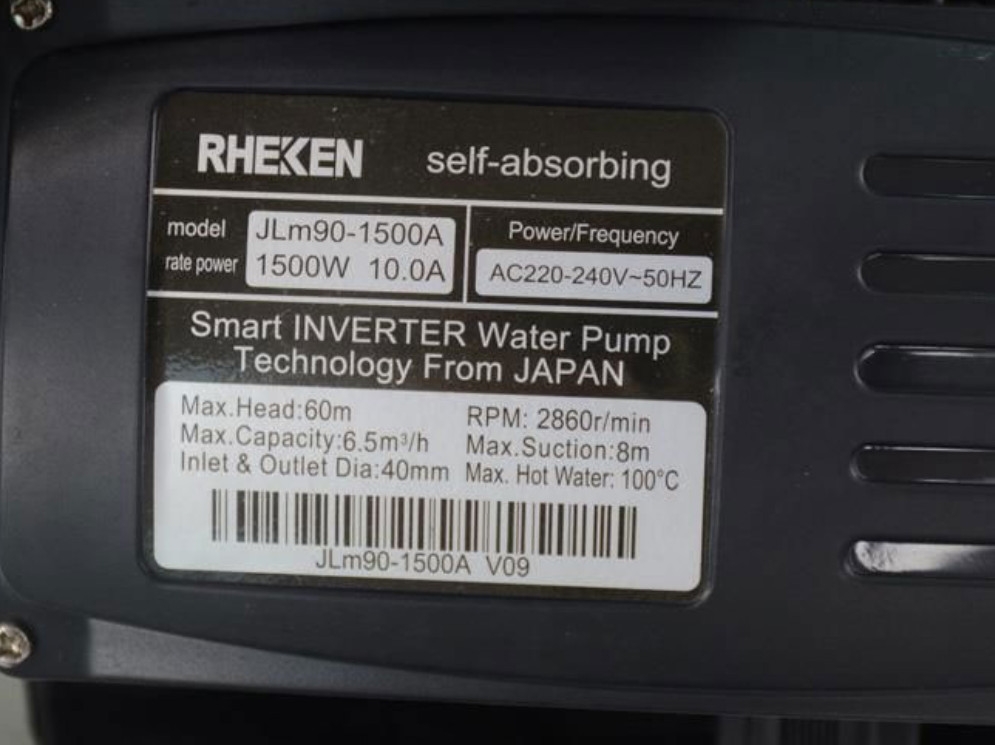 RHEKEN self-absorbing
model JLm90-1500A Power/Frequency
rate power 1500W 10.0A AC220-240V~50HZ
Smart INVERTER Water Pump
Technology From JAPAN
Max.Head:60m RPM: 2860r/min
Max.Capacity:6.5m³/h Max.Suction:8m
Inlet & Outlet Dia:40mm Max. Hot Water: 100°C
JLm90-1500A V09